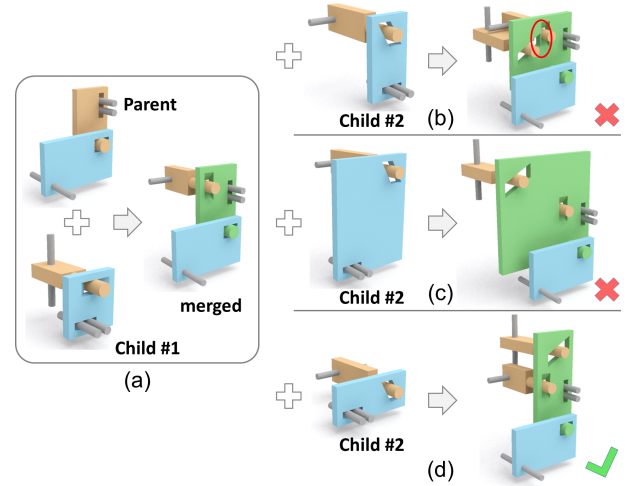 Parent
Child #1
merged
(a)
Child #2
(b)
Child #2
(c)
Child #2
(d)